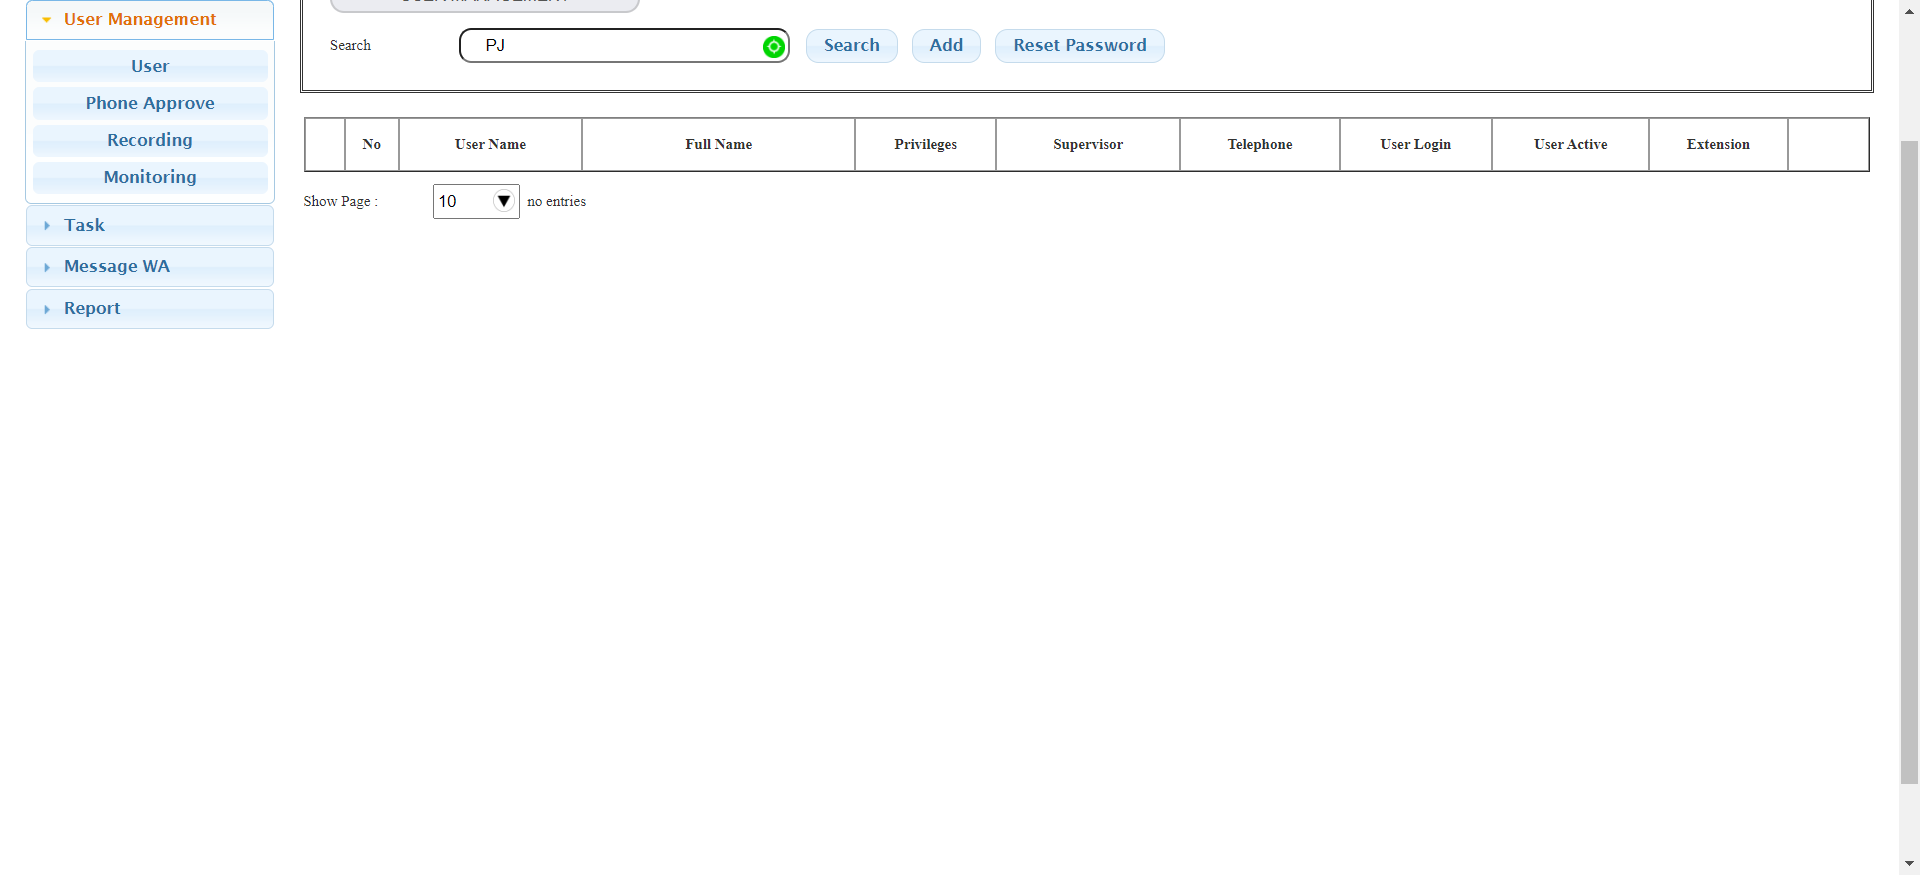 User Management
User
Phone Approve
Recording
Monitoring
Task
Message WA
Report
Search PJ Search Add Reset Password
No User Name Full Name Privileges Supervisor Telephone User Login User Active Extension
Show Page : 10 no entries